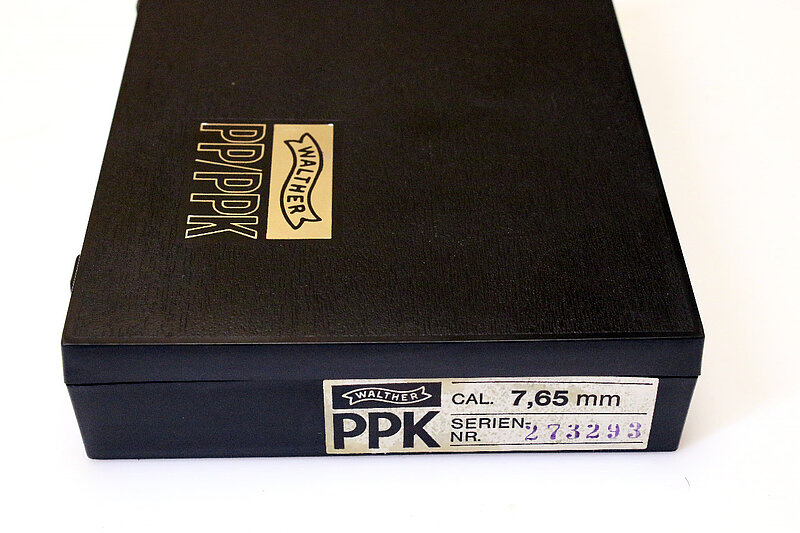 WALTHER
PP/PPK
WALTHER
PPK
CAL. 7,65 mm
SERIEN-
NR. 273293